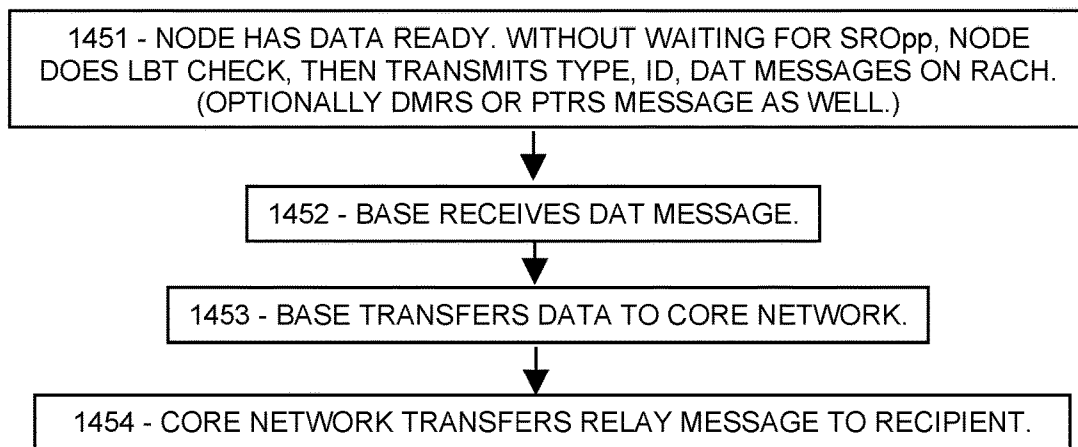 1451 - NODE HAS DATA READY. WITHOUT WAITING FOR SROpp, NODE
DOES LBT CHECK, THEN TRANSMITS TYPE, ID, DAT MESSAGES ON RACH.
(OPTIONALLY DMRS OR PTRS MESSAGE AS WELL.)
1452 - BASE RECEIVES DAT MESSAGE.
1453 - BASE TRANSFERS DATA TO CORE NETWORK.
1454 - CORE NETWORK TRANSFERS RELAY MESSAGE TO RECIPIENT.